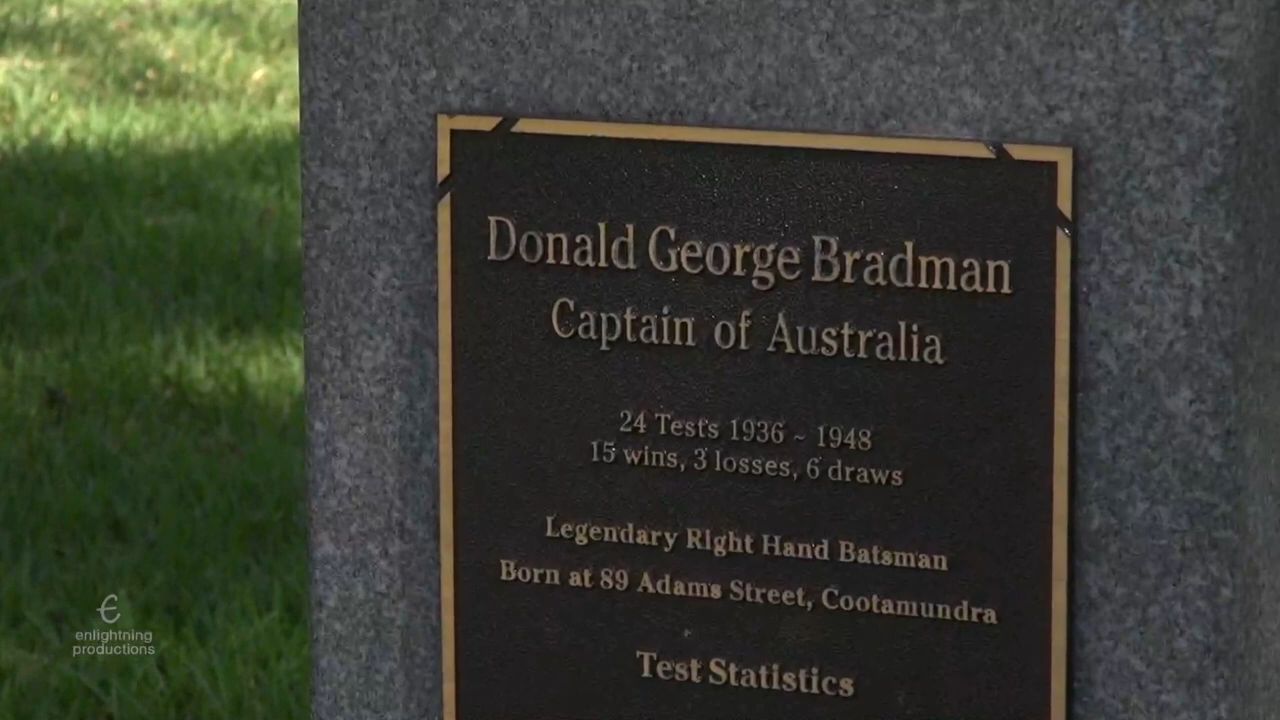 Donald George Bradman
Captain of Australia
24 Tests 1936 ~ 1948
15 wins, 3 losses, 6 draws
Legendary Right Hand Batsman
Born at 89 Adams Street, Cootamundra
Test Statistics
enlightning
productions